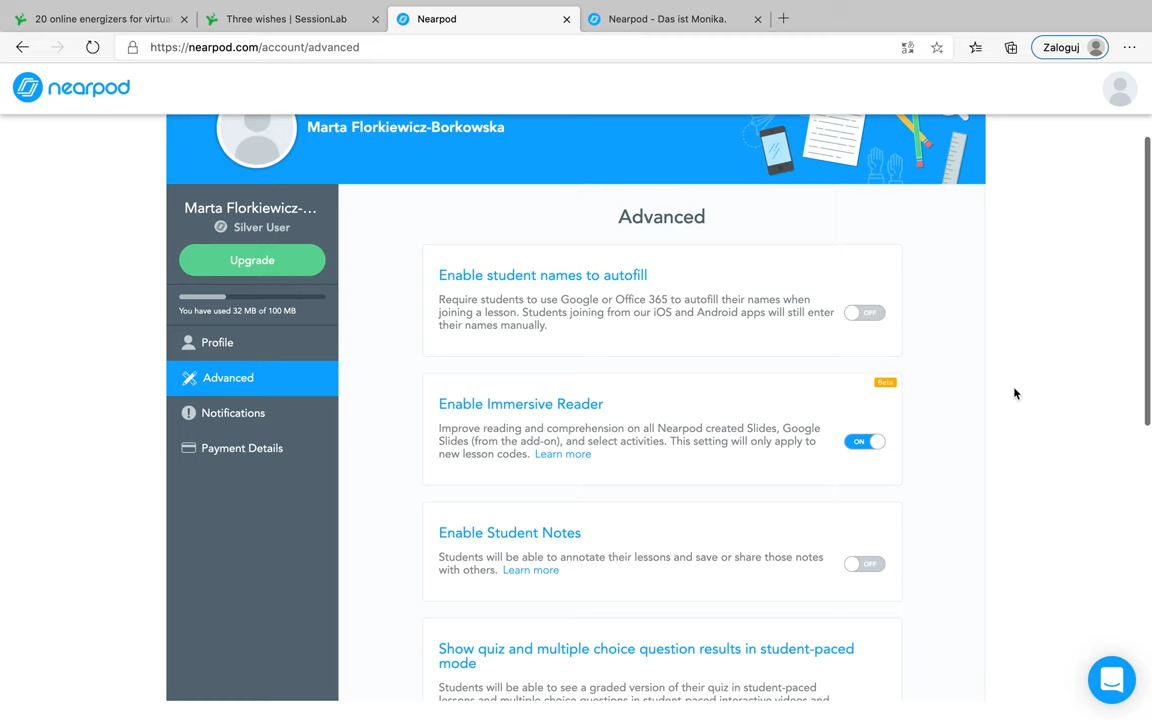 20 online energizers for virtua
Three wishes | SessionLab
Nearpod
Nearpod - Das ist Monika.
https://nearpod.com/account/advanced
Zaloguj
nearpod
Marta Florkiewicz-Borkowska
Marta Florkiewicz-...
Silver User
Upgrade
You have used 32 MB of 100 MB
Profile
Advanced
Notifications
Payment Details
Advanced
Enable student names to autofill
Require students to use Google or Office 365 to autofill their names when
joining a lesson. Students joining from our iOS and Android apps will still enter
their names manually.
OFF
Beta
Enable Immersive Reader
Improve reading and comprehension on all Nearpod created Slides, Google
Slides (from the add-on), and select activities. This setting will only apply to
new lesson codes. Learn more
ON
Enable Student Notes
Students will be able to annotate their lessons and save or share those notes
with others. Learn more
OFF
Show quiz and multiple choice question results in student-paced
mode
Students will be able to see a graded version of their quiz in student-paced
lessons and multiple choice questions in student-paced interactive videos and